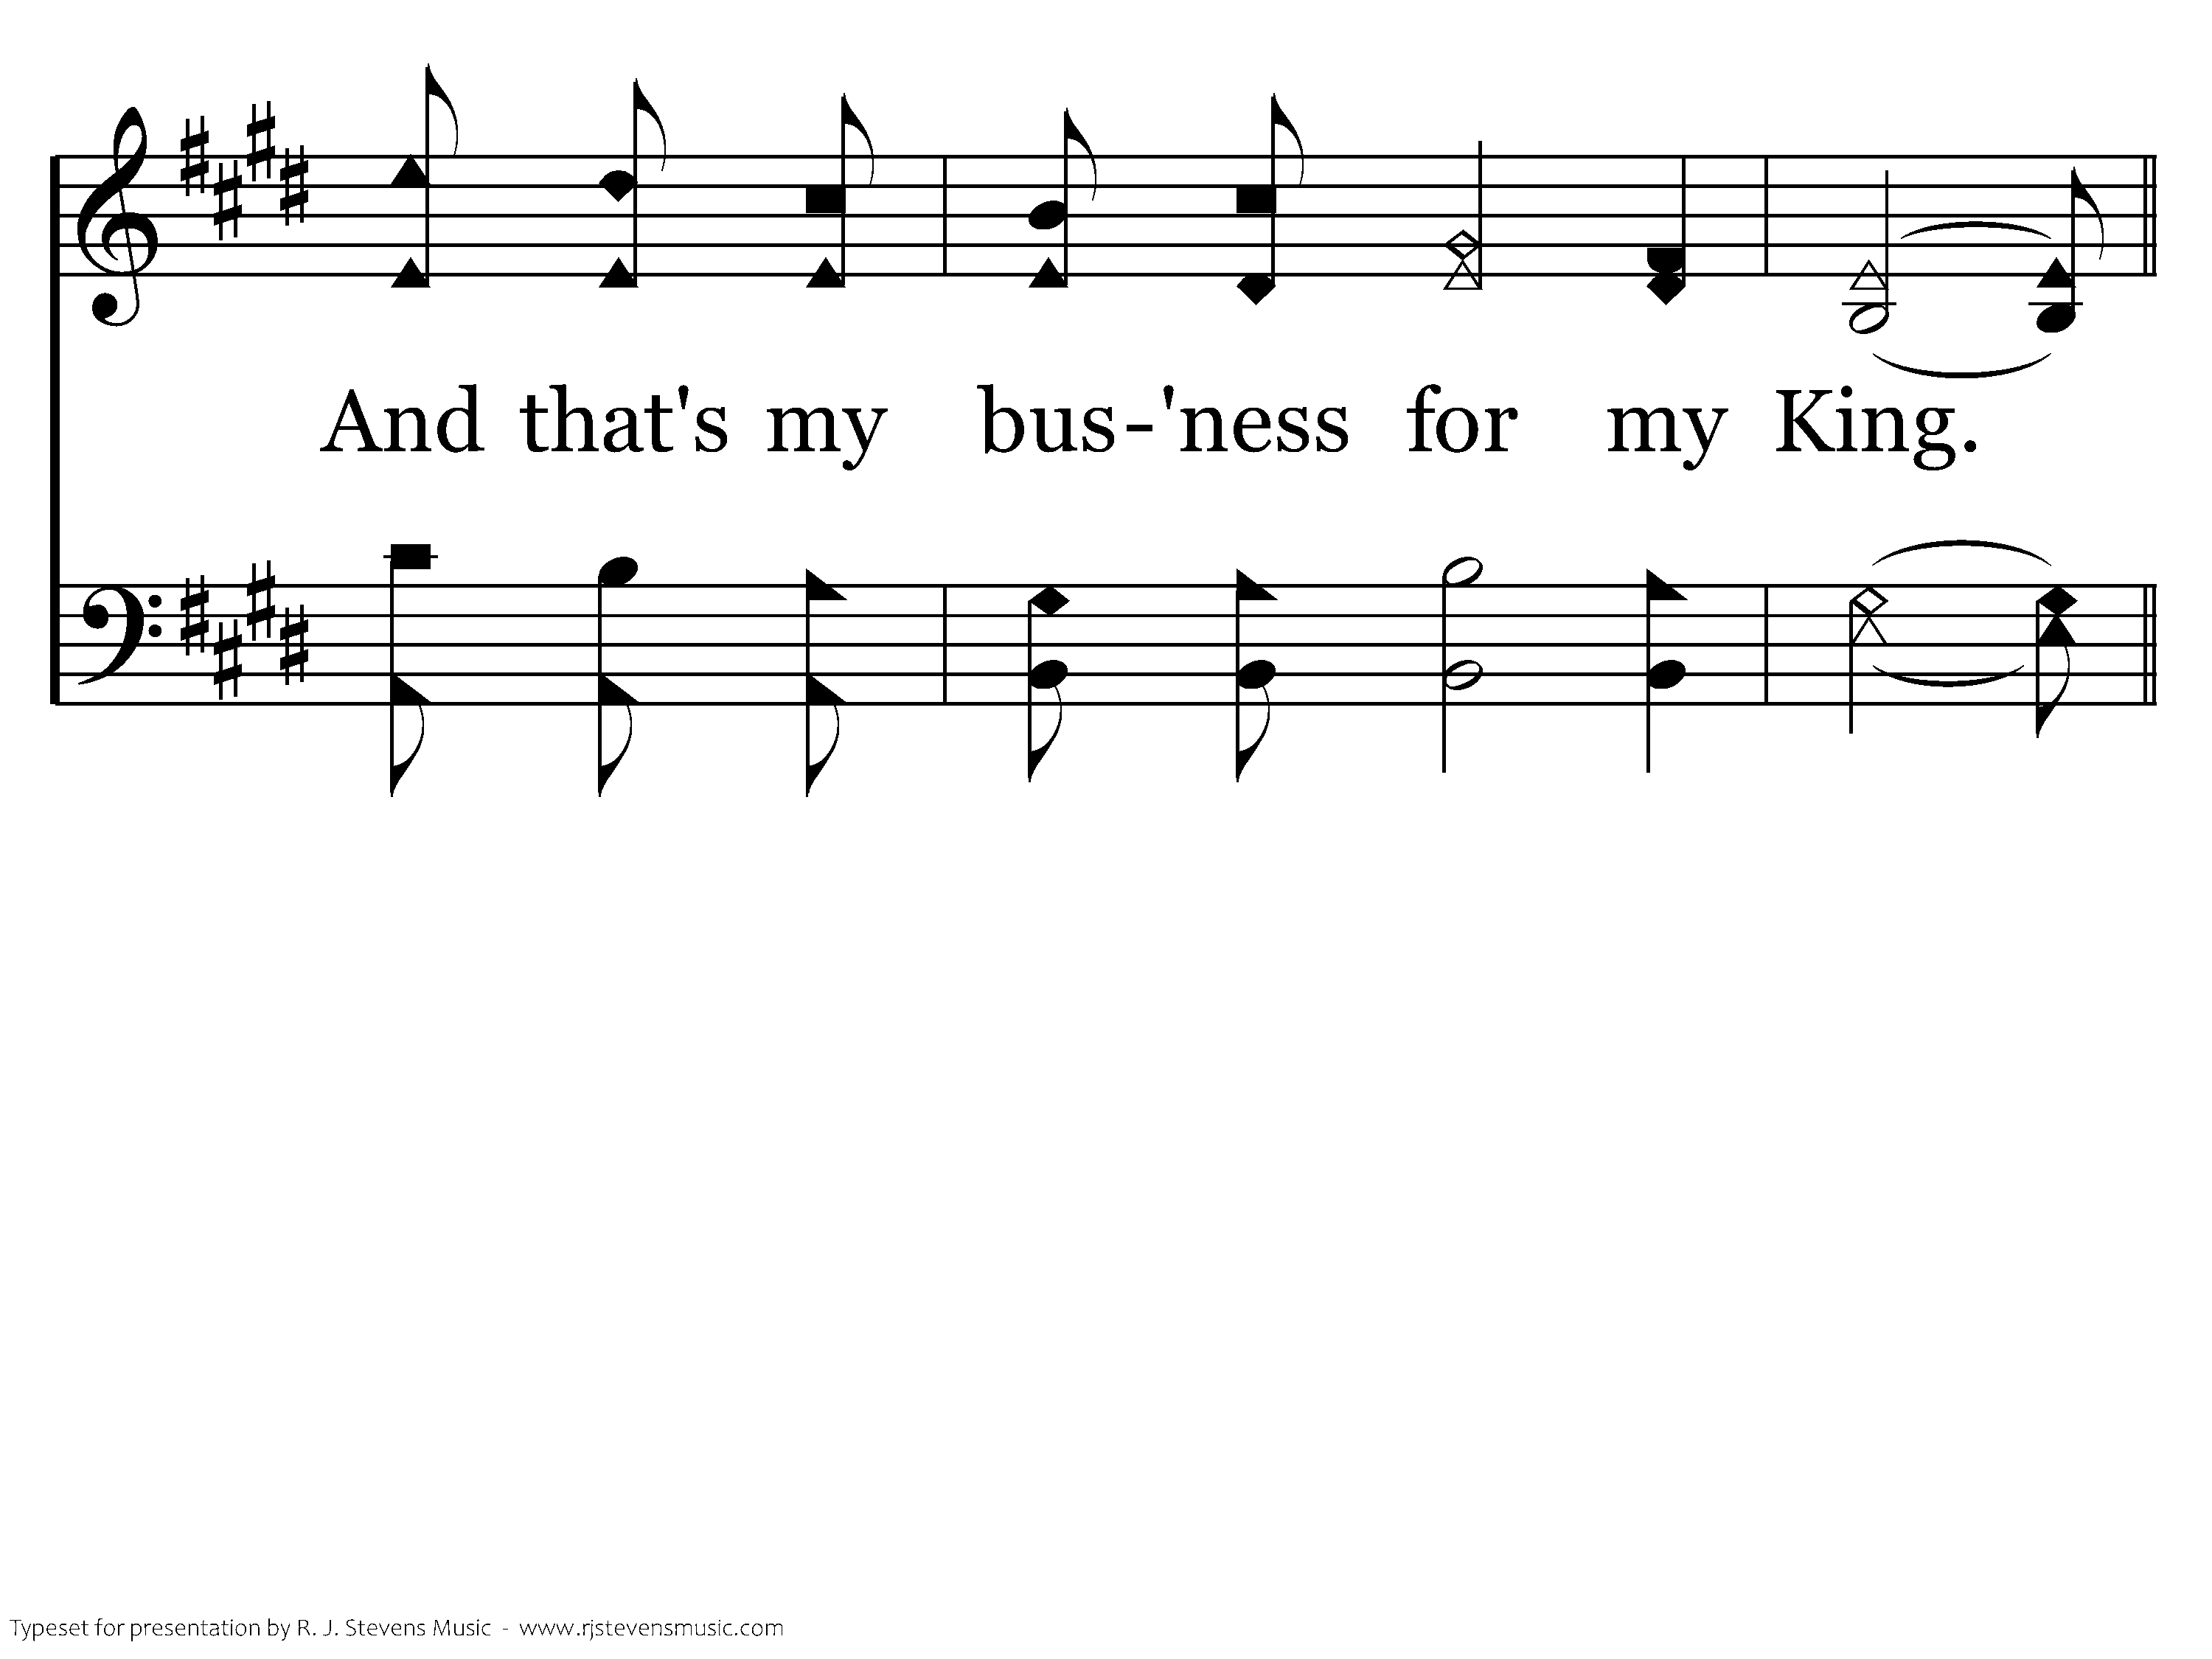 And that's my bus-'ness for my King.
Typeset for presentation by R. J. Stevens Music - www.rjstevensmusic.com